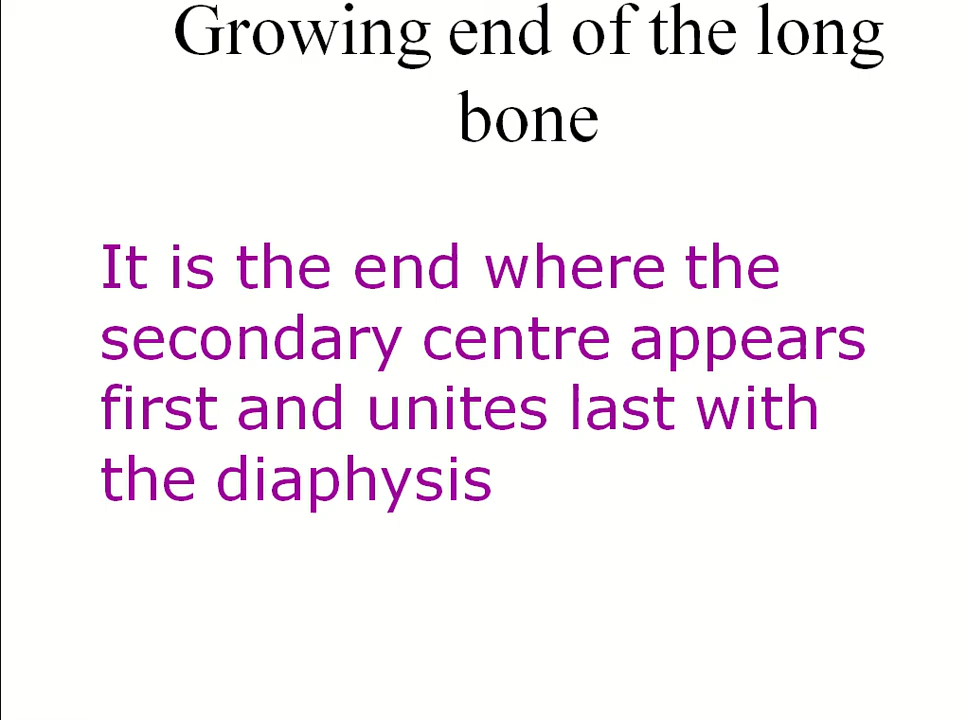 Growing end of the long
bone
It is the end where the
secondary centre appears
first and unites last with
the diaphysis